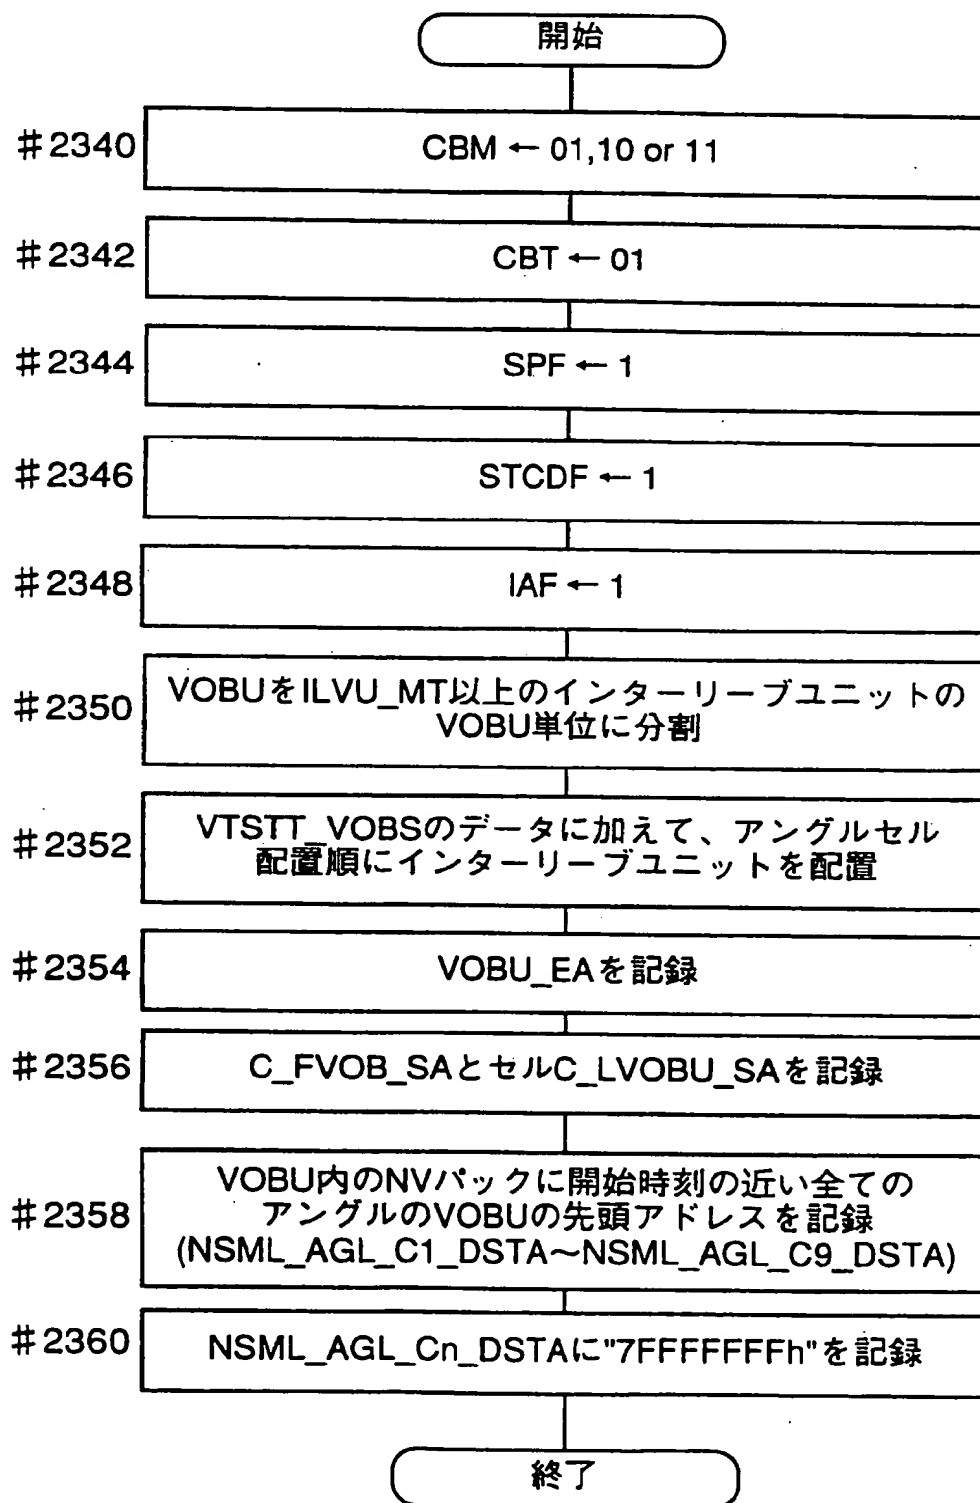 開始
#2340
CBM ← 01,10 or 11
#2342
CBT ← 01
#2344
SPF ← 1
#2346
STCDF ← 1
#2348
IAF ← 1
#2350
VOBUをILVU_MT以上のインターリーブユニットの
VOBU単位に分割
#2352
VTSTT_VOBSのデータに加えて、アングルセル
配置順にインターリーブユニットを配置
#2354
VOBU_EAを記録
#2356
C_FVOB_SAとセルC_LVOBU_SAを記録
#2358
VOBU内のNVパックに開始時刻の近い全ての
アングルのVOBUの先頭アドレスを記録
(NSML_AGL_C1_DSTA～NSML_AGL_C9_DSTA)
#2360
NSML_AGL_Cn_DSTAに"7FFFFFFFh"を記録
終了